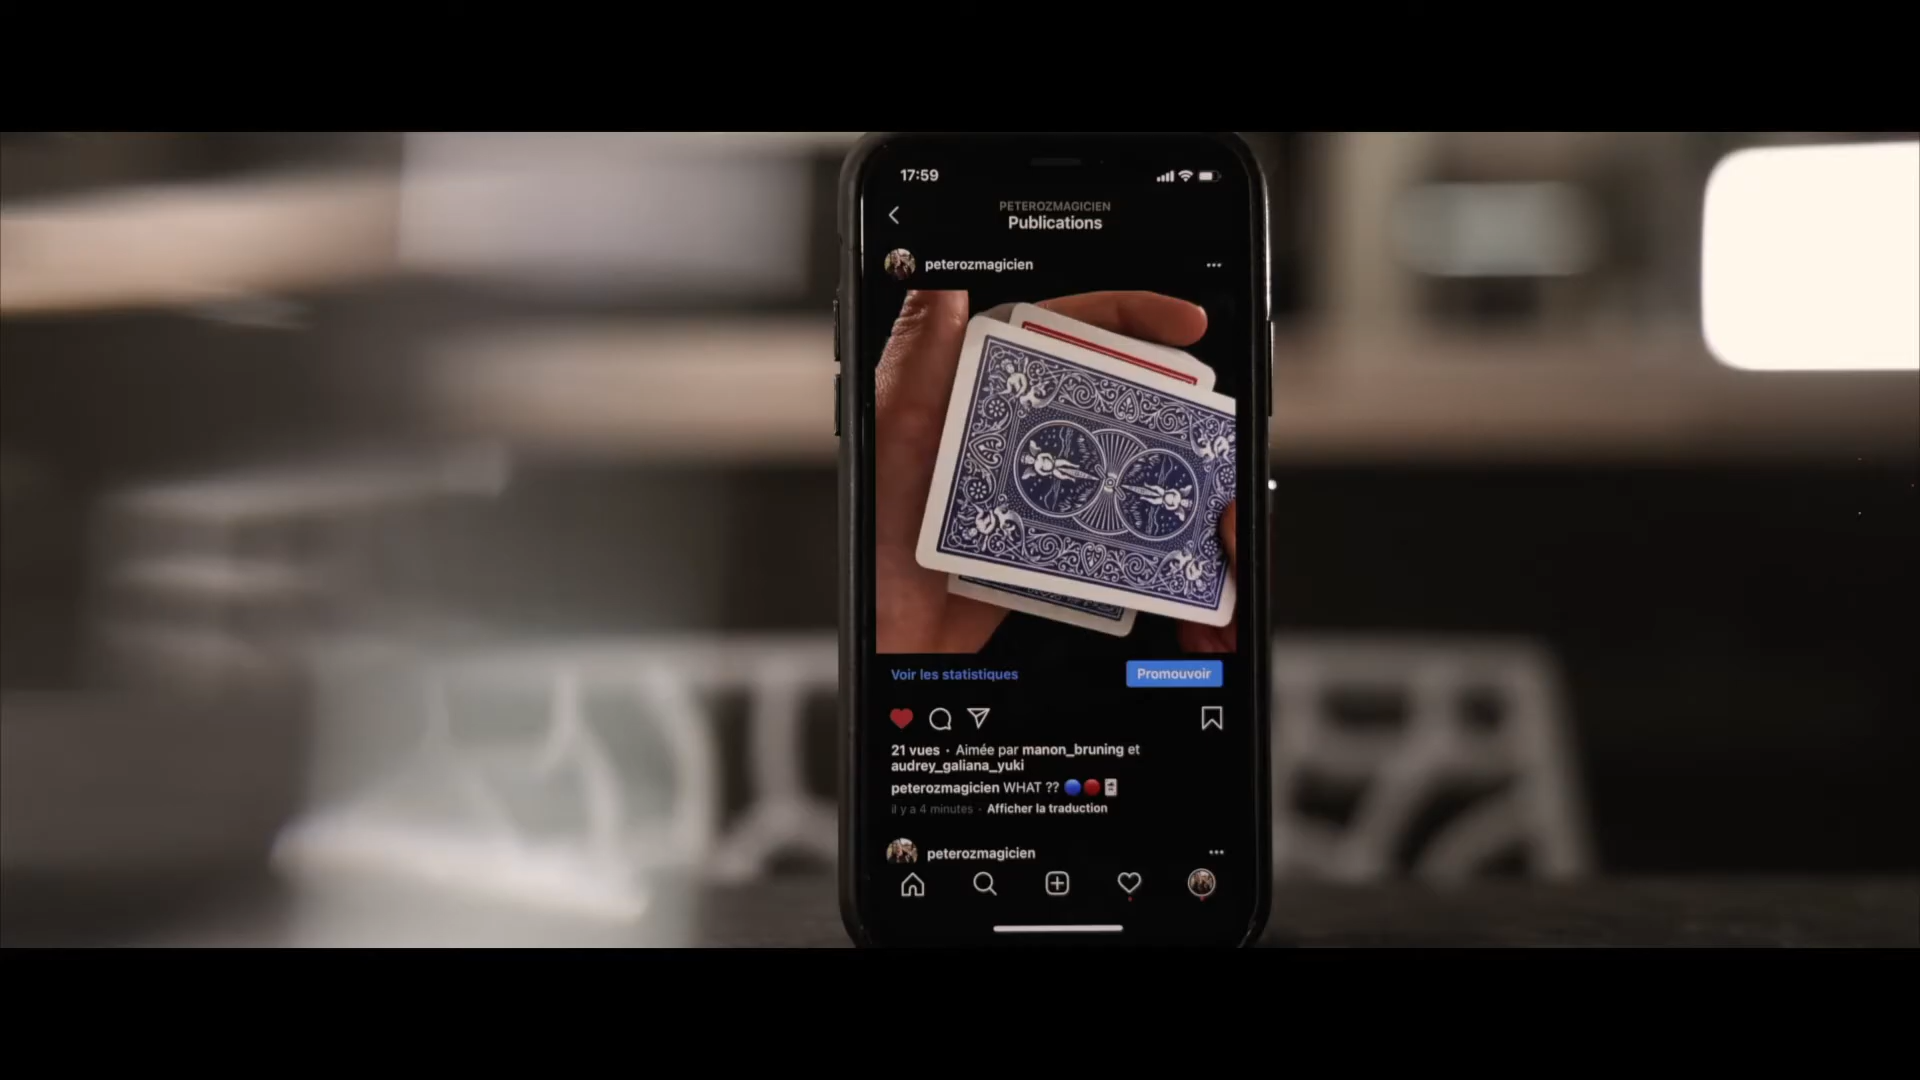 17:59
PETEROZMAGICIEN
Publications
peterozmagicien
Voir les statistiques
Promouvoir
21 vues · Aimée par manon_bruning et
audrey_galiana_yuki
peterozmagicien WHAT ?? 🔵🔴🃏
il y a 4 minutes · Afficher la traduction
peterozmagicien